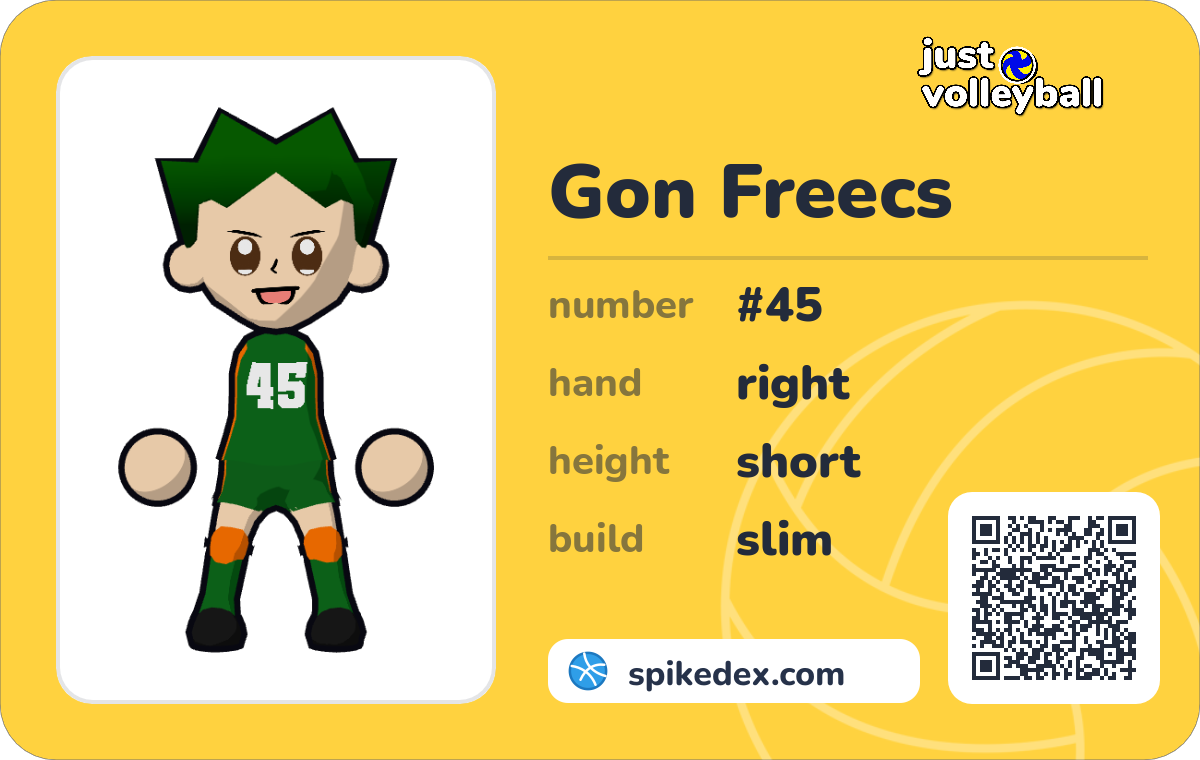 just
volleyball
Gon Freecs
number #45
hand right
height short
build slim
45
spikedex.com